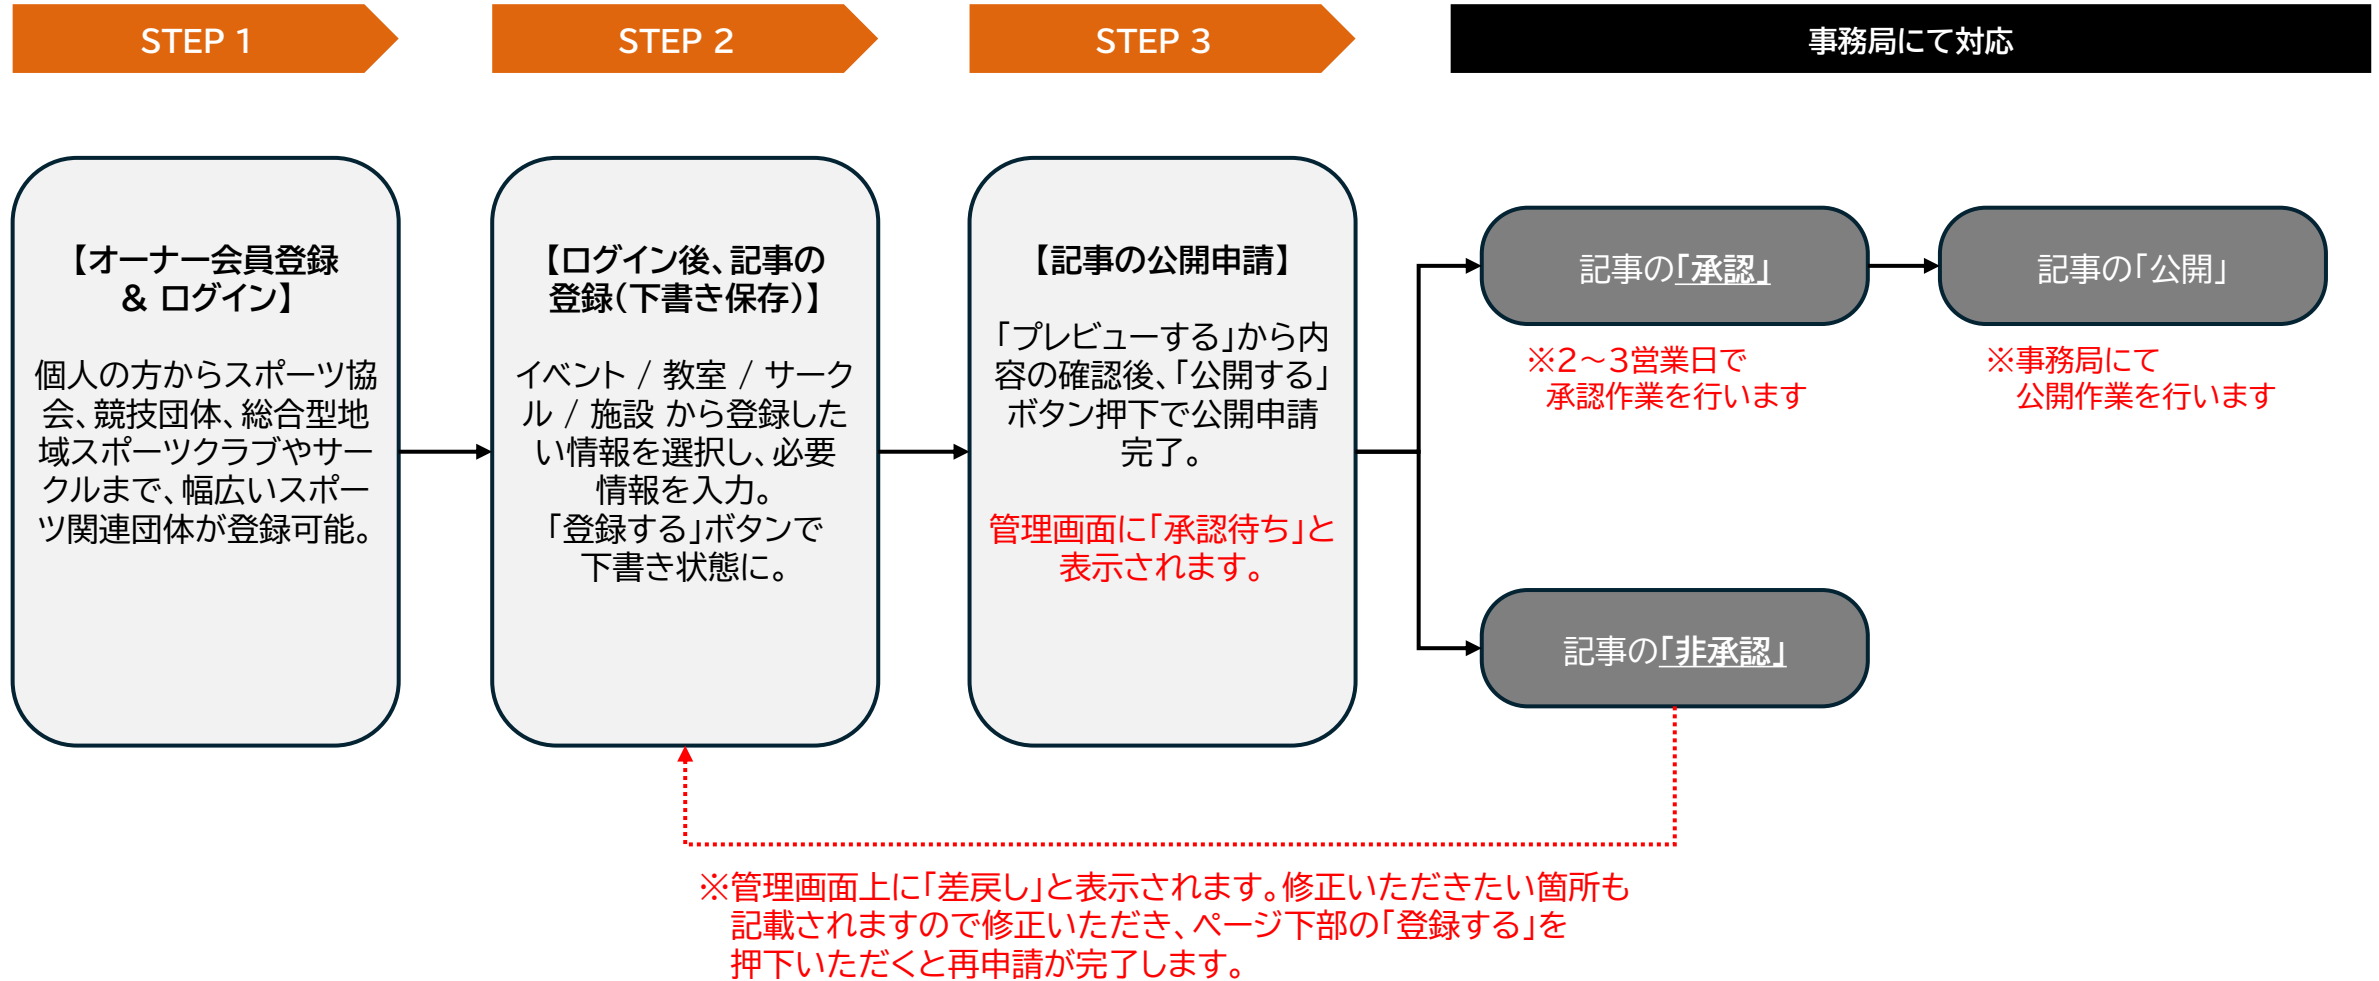 STEP 1
STEP 2
STEP 3
事務局にて対応
【オーナー会員登録
& ログイン】
個人の方からスポーツ協
会、競技団体、総合型地
域スポーツクラブやサー
クルまで、幅広いスポー
ツ関連団体が登録可能。
【ログイン後、記事の
登録(下書き保存)】
イベント / 教室 / サーク
ル / 施設 から登録した
い情報を選択し、必要
情報を入力。
「登録する」ボタンで
下書き状態に。
【記事の公開申請】
「プレビューする」から内
容の確認後、「公開する」
ボタン押下で公開申請
完了。
管理画面に「承認待ち」と
表示されます。
記事の「承認」
※2～3営業日で
承認作業を行います
記事の「公開」
※事務局にて
公開作業を行います
記事の「非承認」
※管理画面上に「差戻し」と表示されます。修正いただきたい箇所も
記載されますので修正いただき、ページ下部の「登録する」を
押下いただくと再申請が完了します。